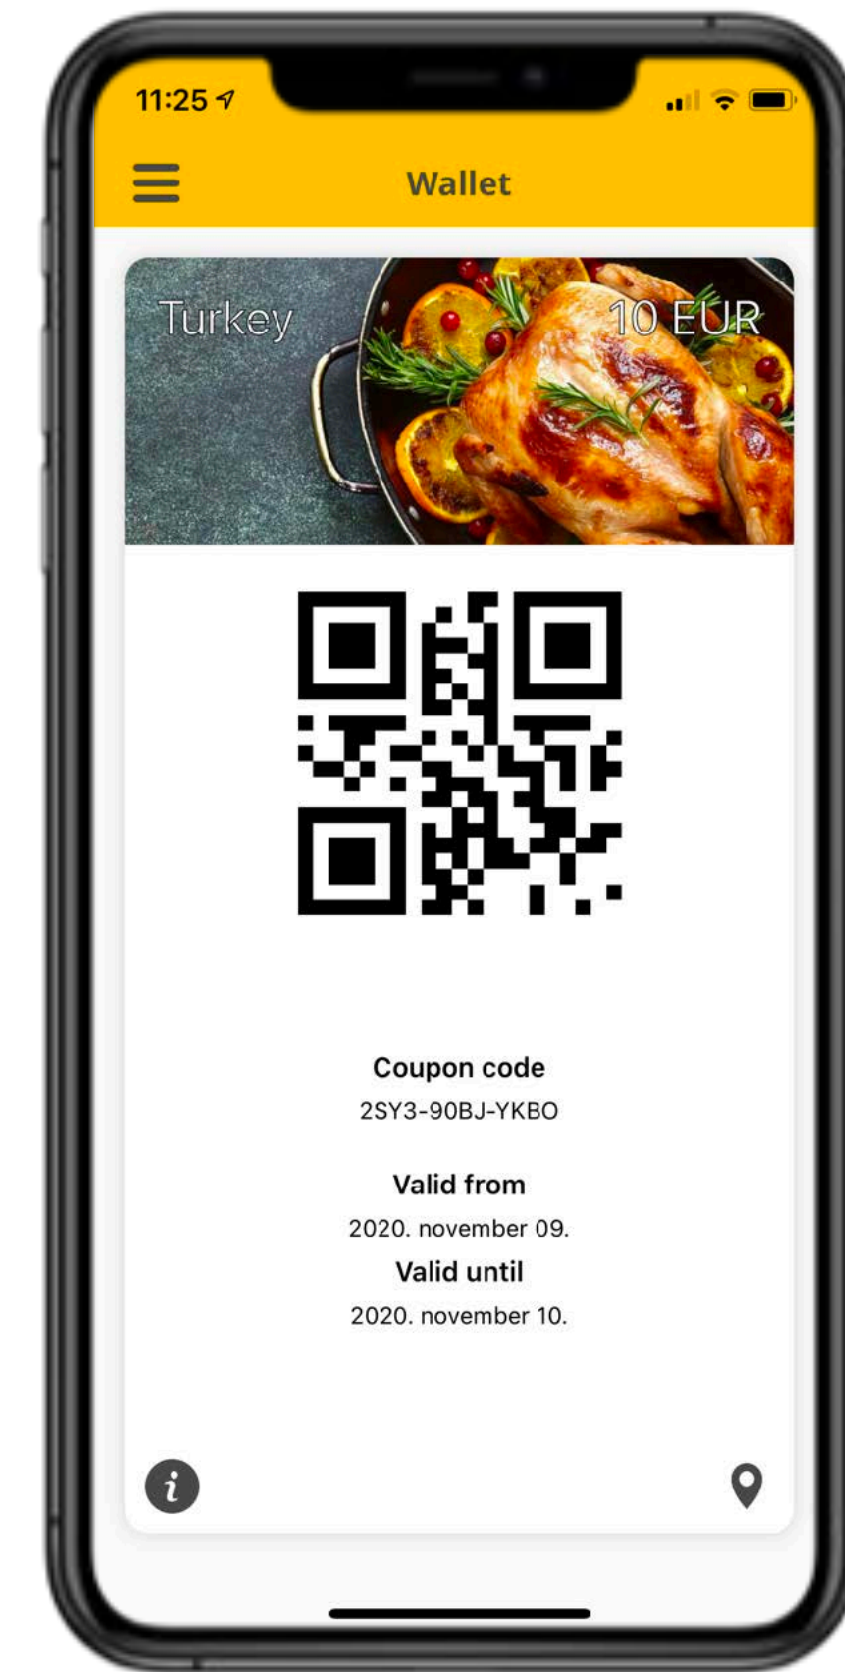 11:25
Wallet
Turkey
10 EUR
Coupon code
2SY3-90BJ-YKBO
Valid from
2020. november 09.
Valid until
2020. november 10.
i